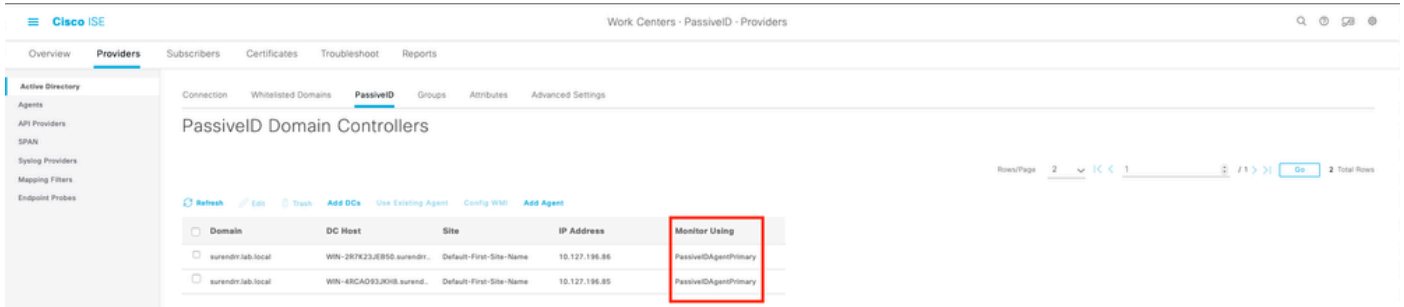 Cisco ISE
Work Centers · PassiveID · Providers
Overview Providers Subscribers Certificates Troubleshoot Reports
Active Directory
Agents
API Providers
SPAN
Syslog Providers
Mapping Filters
Endpoint Probes
Connection Whitelisted Domains PassiveID Groups Attributes Advanced Settings
PassiveID Domain Controllers
Rows/Page 2 1 / 1 Go 2 Total Rows
Refresh Edit Trash Add DCs Use Existing Agent Config WMI Add Agent
Domain DC Host Site IP Address Monitor Using
surendrr.lab.local WIN-2R7K23JEB50.surendrr.. Default-First-Site-Name 10.127.196.86 PassiveIDAgentPrimary
surendrr.lab.local WIN-4RCAO93JKH8.surend.. Default-First-Site-Name 10.127.196.85 PassiveIDAgentPrimary